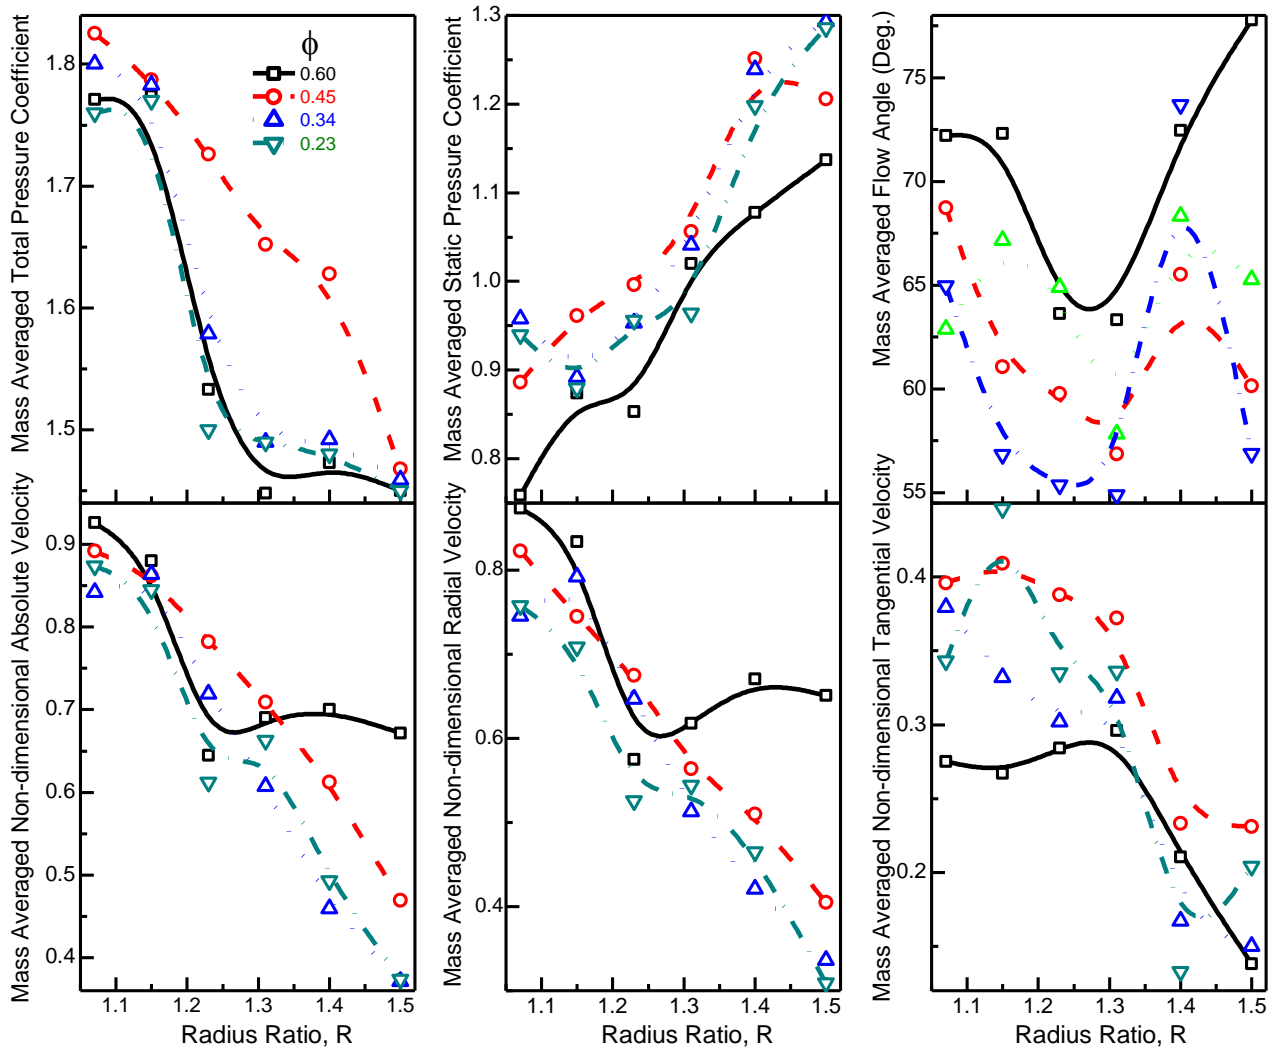 Mass Averaged Total Pressure Coefficient
1.8
1.7
1.6
1.5
ϕ
0.60
0.45
0.34
0.23
Mass Averaged Static Pressure Coefficient
1.3
1.2
1.1
1.0
0.9
0.8
Mass Averaged Flow Angle (Deg.)
75
70
65
60
55
Mass Averaged Non-dimensional Absolute Velocity
0.9
0.8
0.7
0.6
0.5
0.4
1.1 1.2 1.3 1.4 1.5
Radius Ratio, R
Mass Averaged Non-dimensional Radial Velocity
0.8
0.6
0.4
1.1 1.2 1.3 1.4 1.5
Radius Ratio, R
Mass Averaged Non-dimensional Tangential Velocity
0.4
0.3
0.2
1.1 1.2 1.3 1.4 1.5
Radius Ratio, R